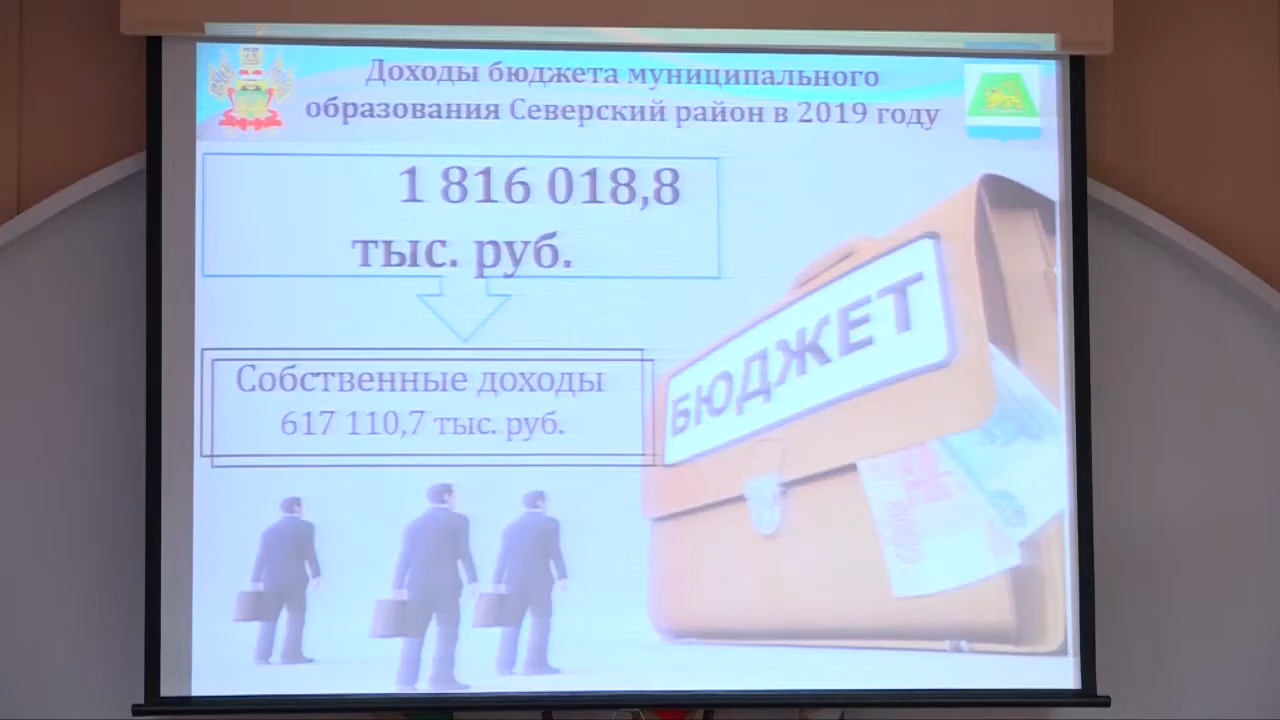 Доходы бюджета муниципального
образования Северский район в 2019 году
1 816 018,8
тыс. руб.
Собственные доходы
617 110,7 тыс. руб.
БЮДЖЕТ